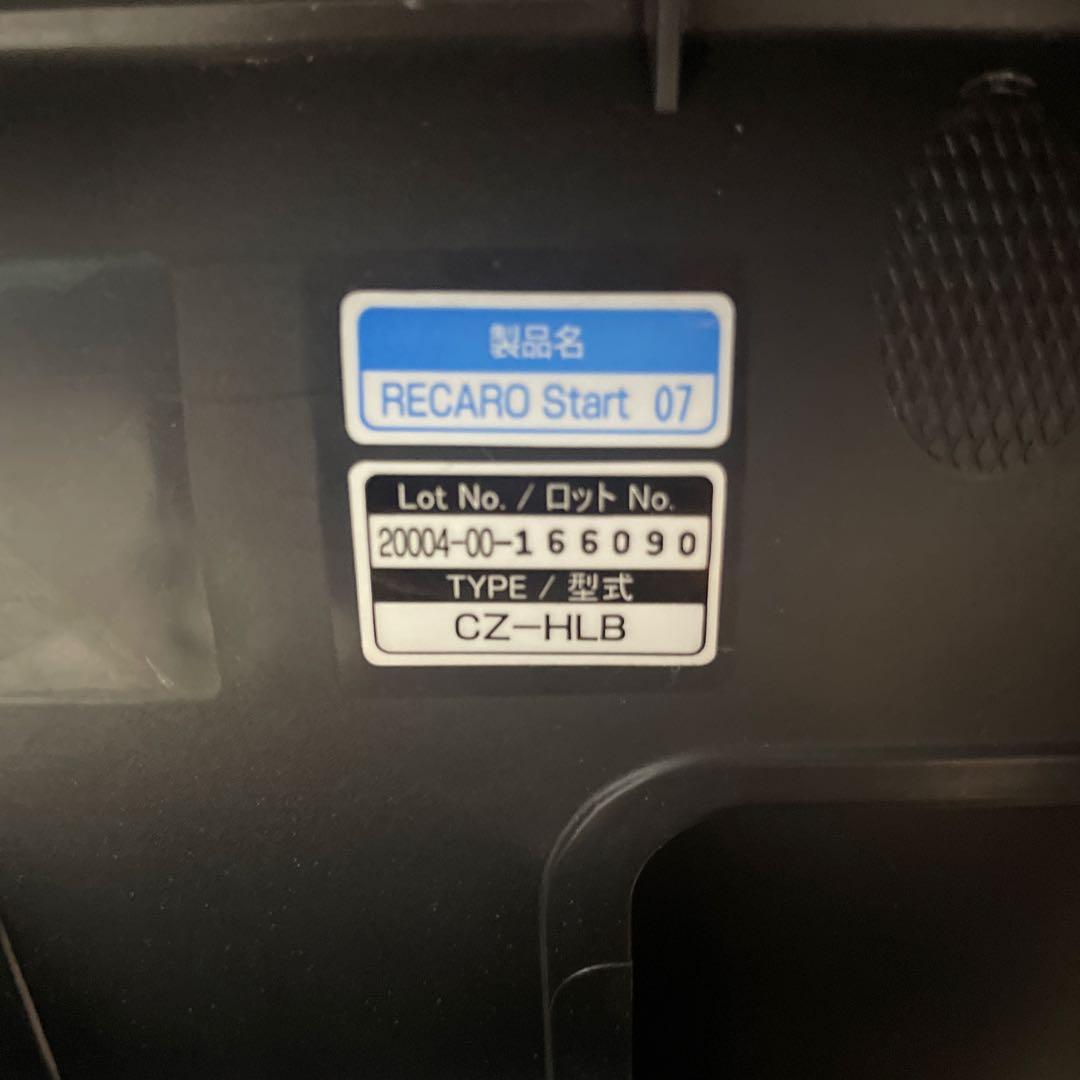 製品名
RECARO Start 07
Lot No. / ロット No.
20004-00-166090
TYPE / 型式
CZ-HLB